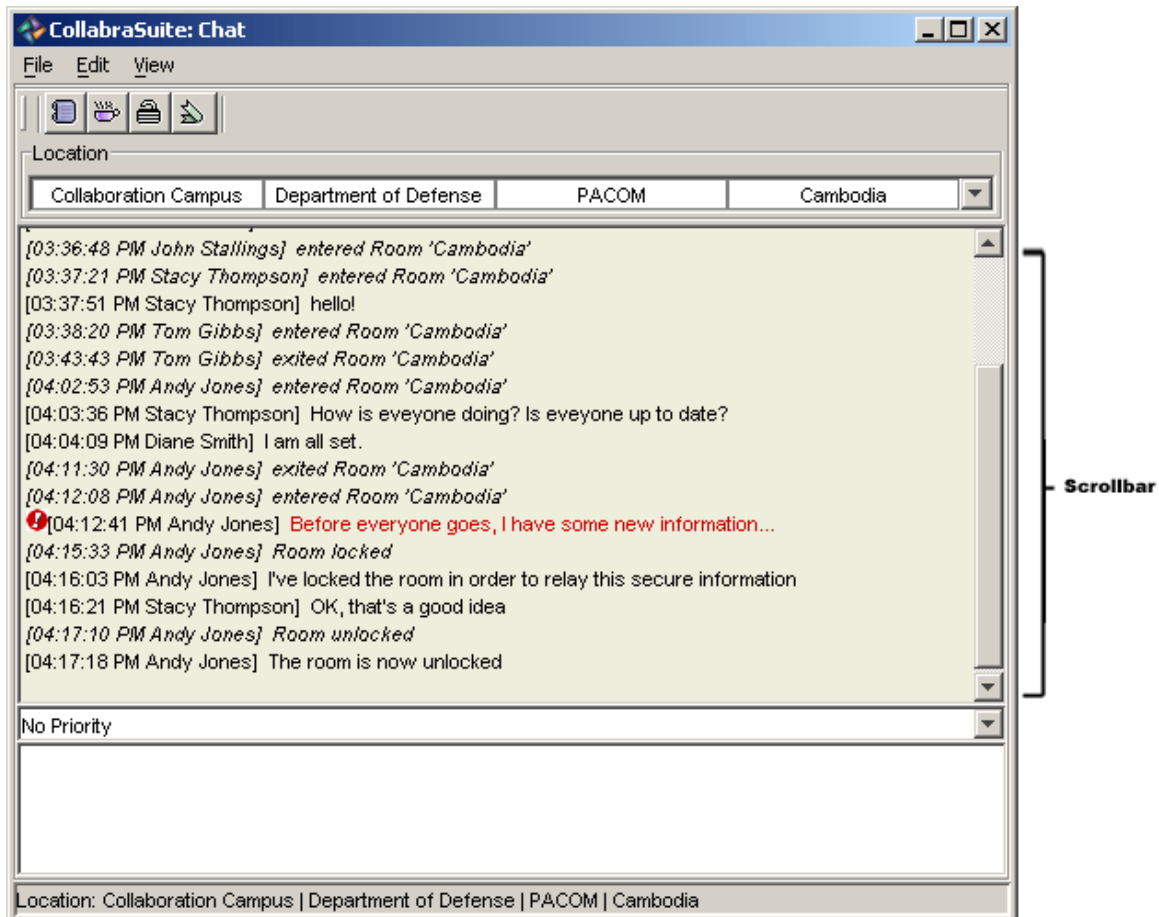 CollabraSuite: Chat
File Edit View
Location
Collaboration Campus Department of Defense PACOM Cambodia
[03:36:48 PM John Stallings] entered Room 'Cambodia'
[03:37:21 PM Stacy Thompson] entered Room 'Cambodia'
[03:37:51 PM Stacy Thompson] hello!
[03:38:20 PM Tom Gibbs] entered Room 'Cambodia'
[03:43:43 PM Tom Gibbs] exited Room 'Cambodia'
[04:02:53 PM Andy Jones] entered Room 'Cambodia'
[04:03:36 PM Stacy Thompson] How is eveyone doing? Is eveyone up to date?
[04:04:09 PM Diane Smith] I am all set.
[04:11:30 PM Andy Jones] exited Room 'Cambodia'
[04:12:08 PM Andy Jones] entered Room 'Cambodia'
[04:12:41 PM Andy Jones] Before everyone goes, I have some new information...
[04:15:33 PM Andy Jones] Room locked
[04:16:03 PM Andy Jones] I've locked the room in order to relay this secure information
[04:16:21 PM Stacy Thompson] OK, that's a good idea
[04:17:10 PM Andy Jones] Room unlocked
[04:17:18 PM Andy Jones] The room is now unlocked
Scrollbar
No Priority
Location: Collaboration Campus | Department of Defense | PACOM | Cambodia